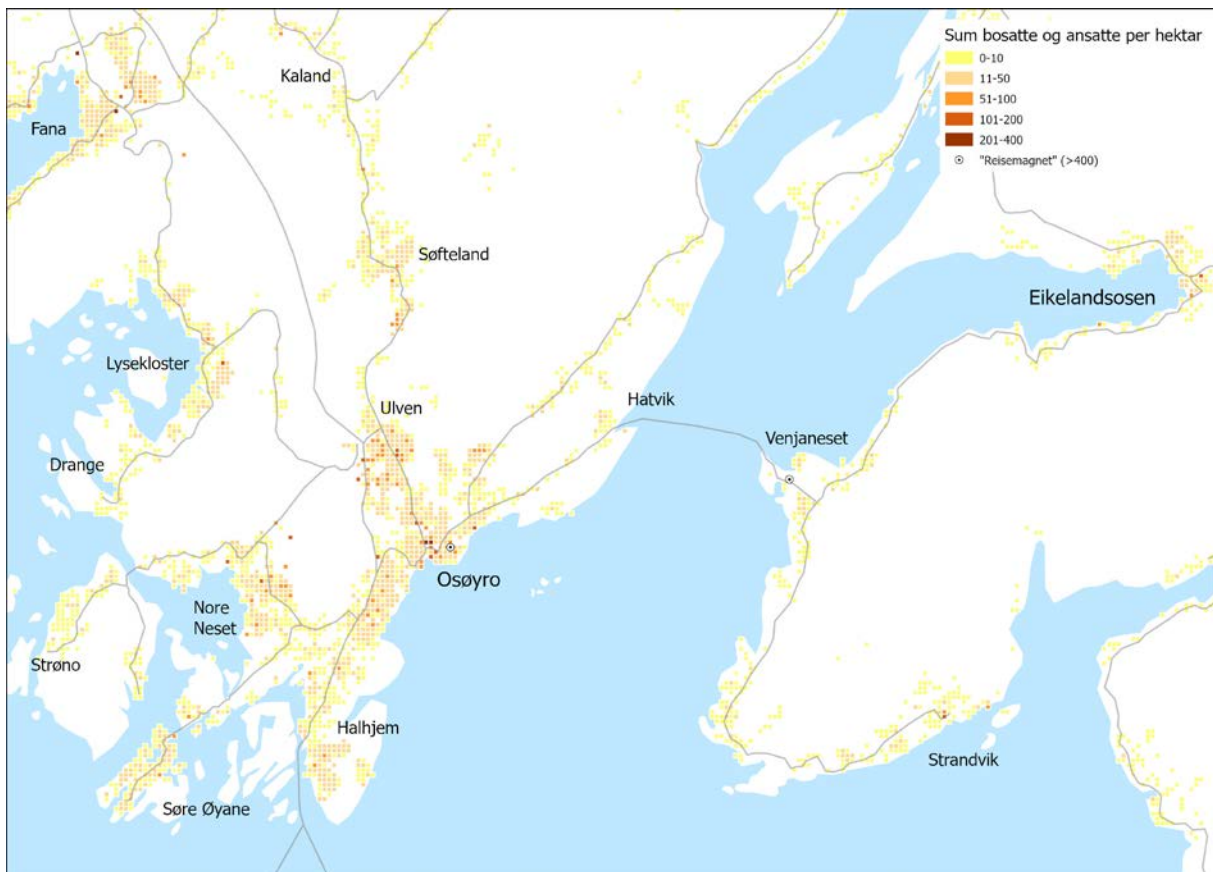 Sum bosatte og ansatte per hektar
0-10
11-50
51-100
101-200
201-400
"Reisemagnet" (>400)
Kaland
Fana
Søfteland
Eikelandsosen
Lysekloster
Ulven
Hatvik
Venjaneset
Drange
Osøyro
Nore
Neset
Strøno
Halhjem
Strandvik
Søre Øyane